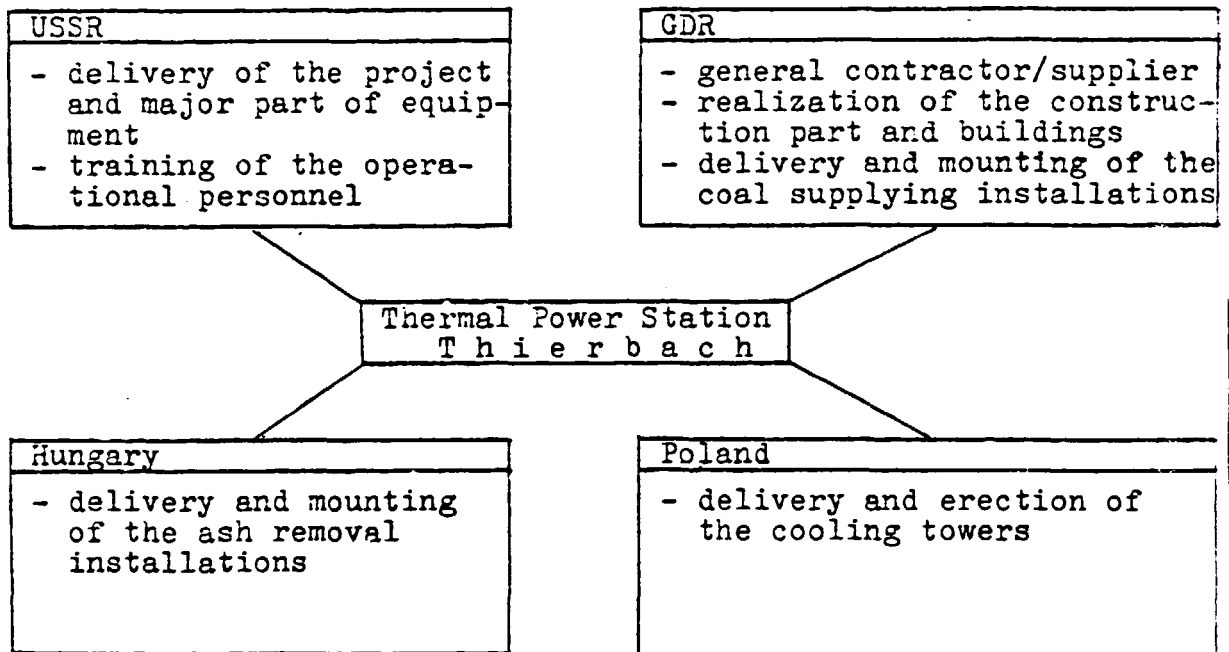 USSR
- delivery of the project
and major part of equip-
ment
- training of the opera-
tional personnel
GDR
- general contractor/supplier
- realization of the construc-
tion part and buildings
- delivery and mounting of the
coal supplying installations
Thermal Power Station
T h i e r b a c h
Hungary
- delivery and mounting
of the ash removal
installations
Poland
- delivery and erection of
the cooling towers